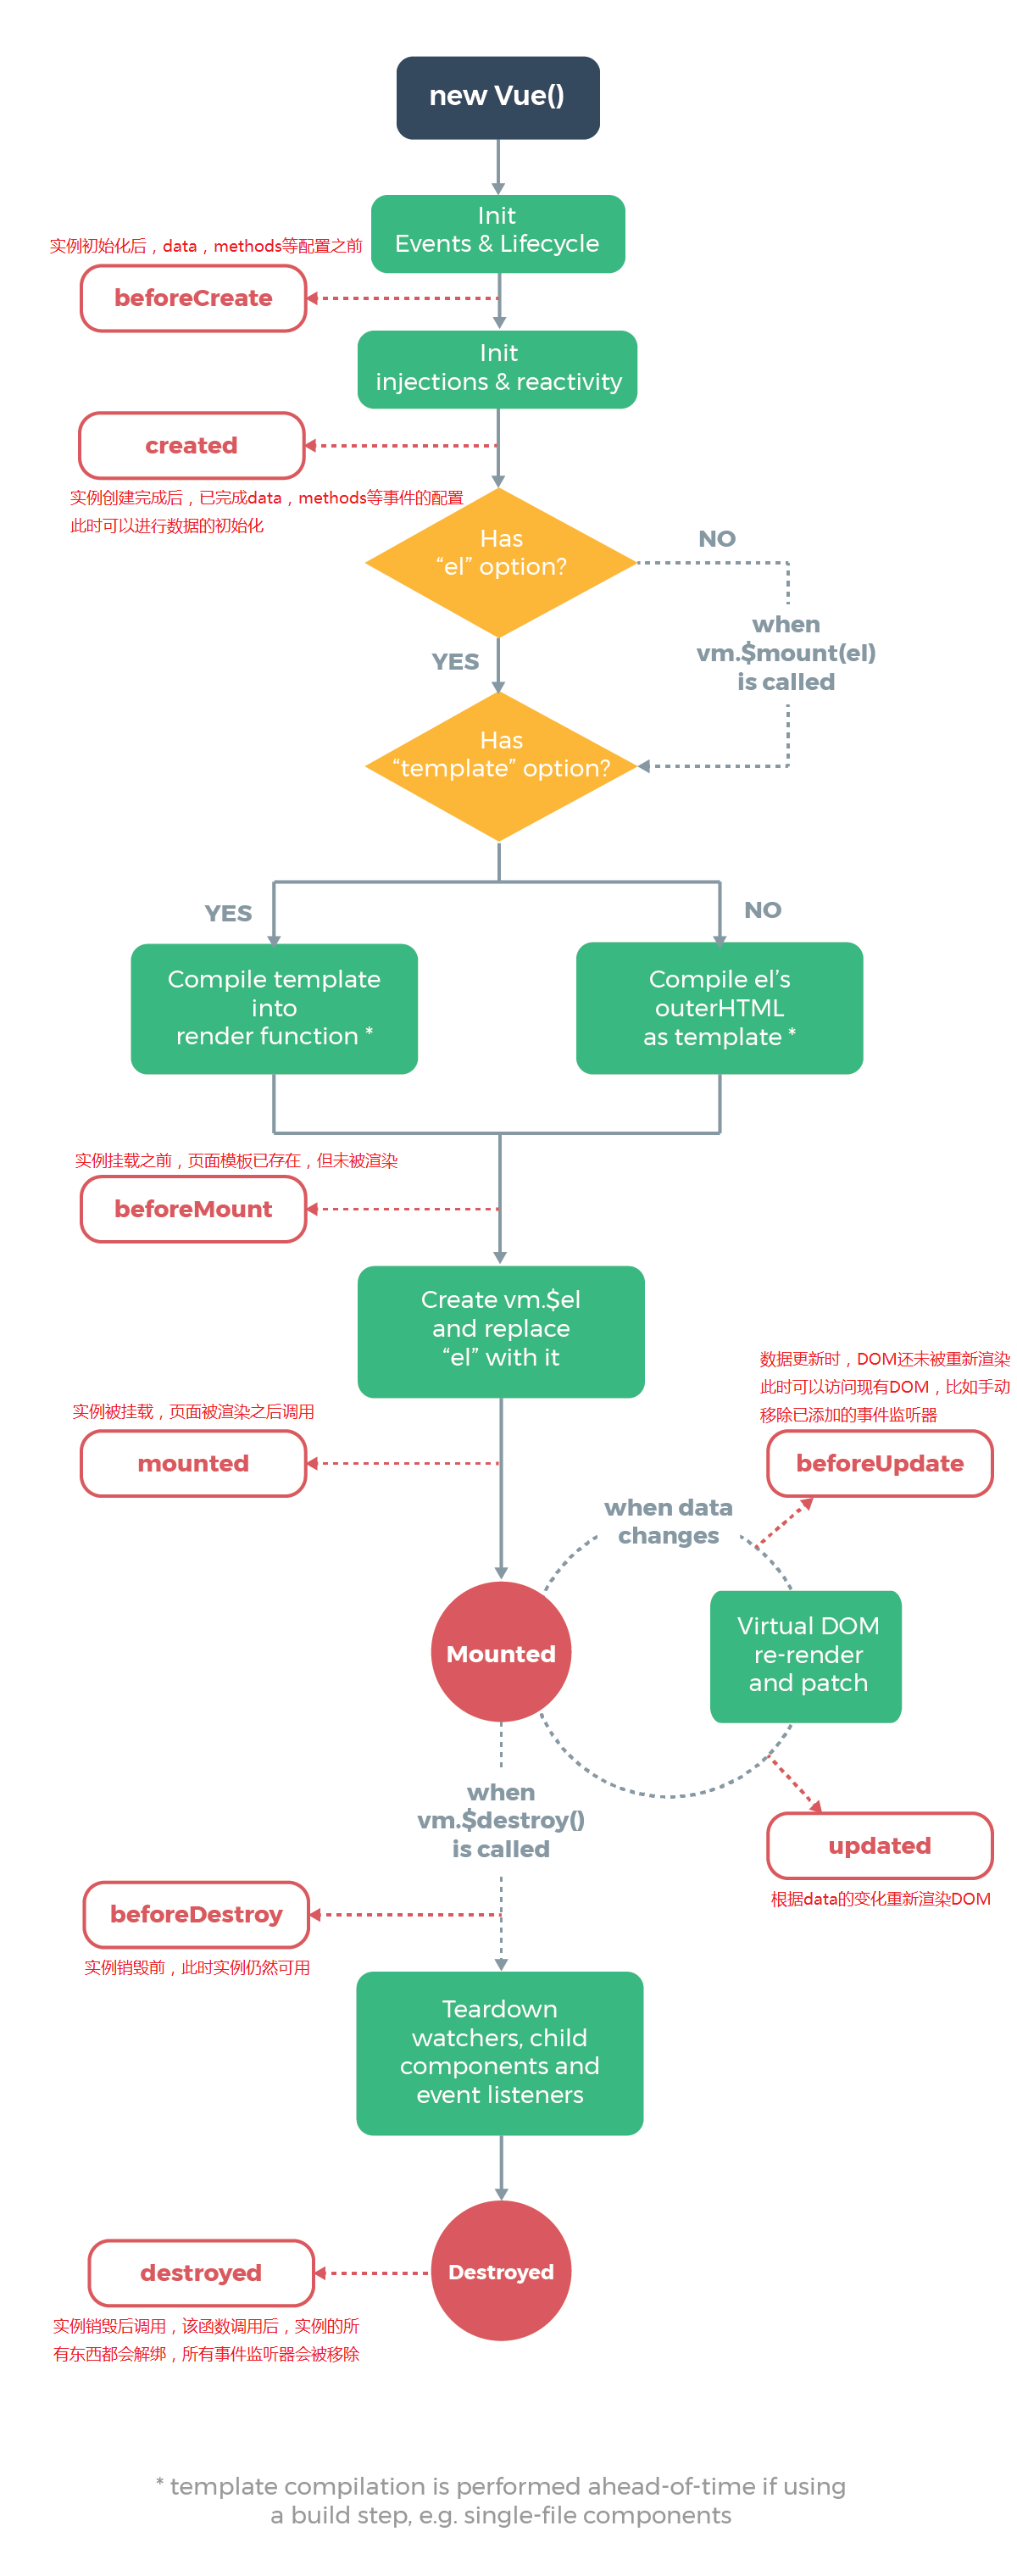 new Vue()
Init
Events & Lifecycle
实例初始化后，data，methods等配置之前
beforeCreate
Init
injections & reactivity
created
实例创建完成后，已完成data，methods等事件的配置
此时可以进行数据的初始化
Has
“el” option?
NO
when
vm.$mount(el)
is called
YES
Has
“template” option?
YES
NO
Compile template
into
render function *
Compile el’s
outerHTML
as template *
实例挂载之前，页面模板已存在，但未被渲染
beforeMount
Create vm.$el
and replace
“el” with it
实例被挂载，页面被渲染之后调用
mounted
数据更新时，DOM还未被重新渲染
此时可以访问现有DOM，比如手动
移除已添加的事件监听器
beforeUpdate
when data
changes
Mounted
Virtual DOM
re-render
and patch
when
vm.$destroy()
is called
updated
根据data的变化重新渲染DOM
beforeDestroy
实例销毁前，此时实例仍然可用
Teardown
watchers, child
components and
event listeners
destroyed
Destroyed
实例销毁后调用，该函数调用后，实例的所
有东西都会解绑，所有事件监听器会被移除
* template compilation is performed ahead-of-time if using
a build step, e.g. single-file components